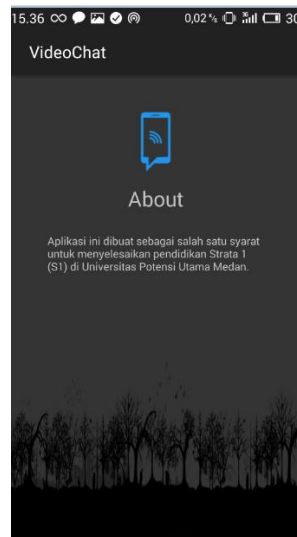 15.36 0,02 % 3G 30
VideoChat
About
Aplikasi ini dibuat sebagai salah satu syarat
untuk menyelesaikan pendidikan Strata 1
(S1) di Universitas Potensi Utama Medan.